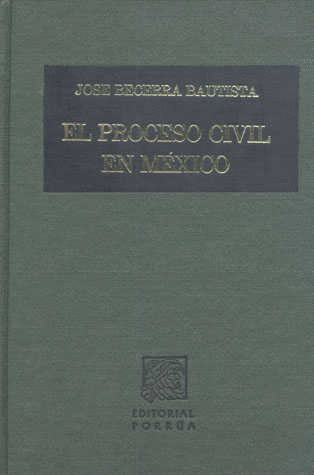 JOSE BECERRA BAUTISTA
EL PROCESO CIVIL
EN MÉXICO
EDITORIAL
PORRÚA